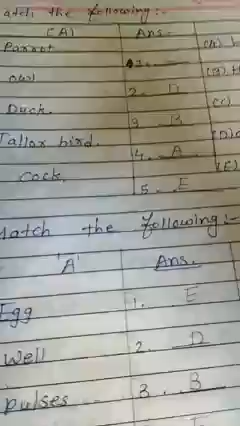 atch the following:-
(A) Ans.
Parrot 1.
owl 2. D
Duck. 3 B
Tailor bird. 4. A
Cock. 5. E
Match the following:-
'A' Ans.
Egg 1. E
Well 2. D
pulses 3. B